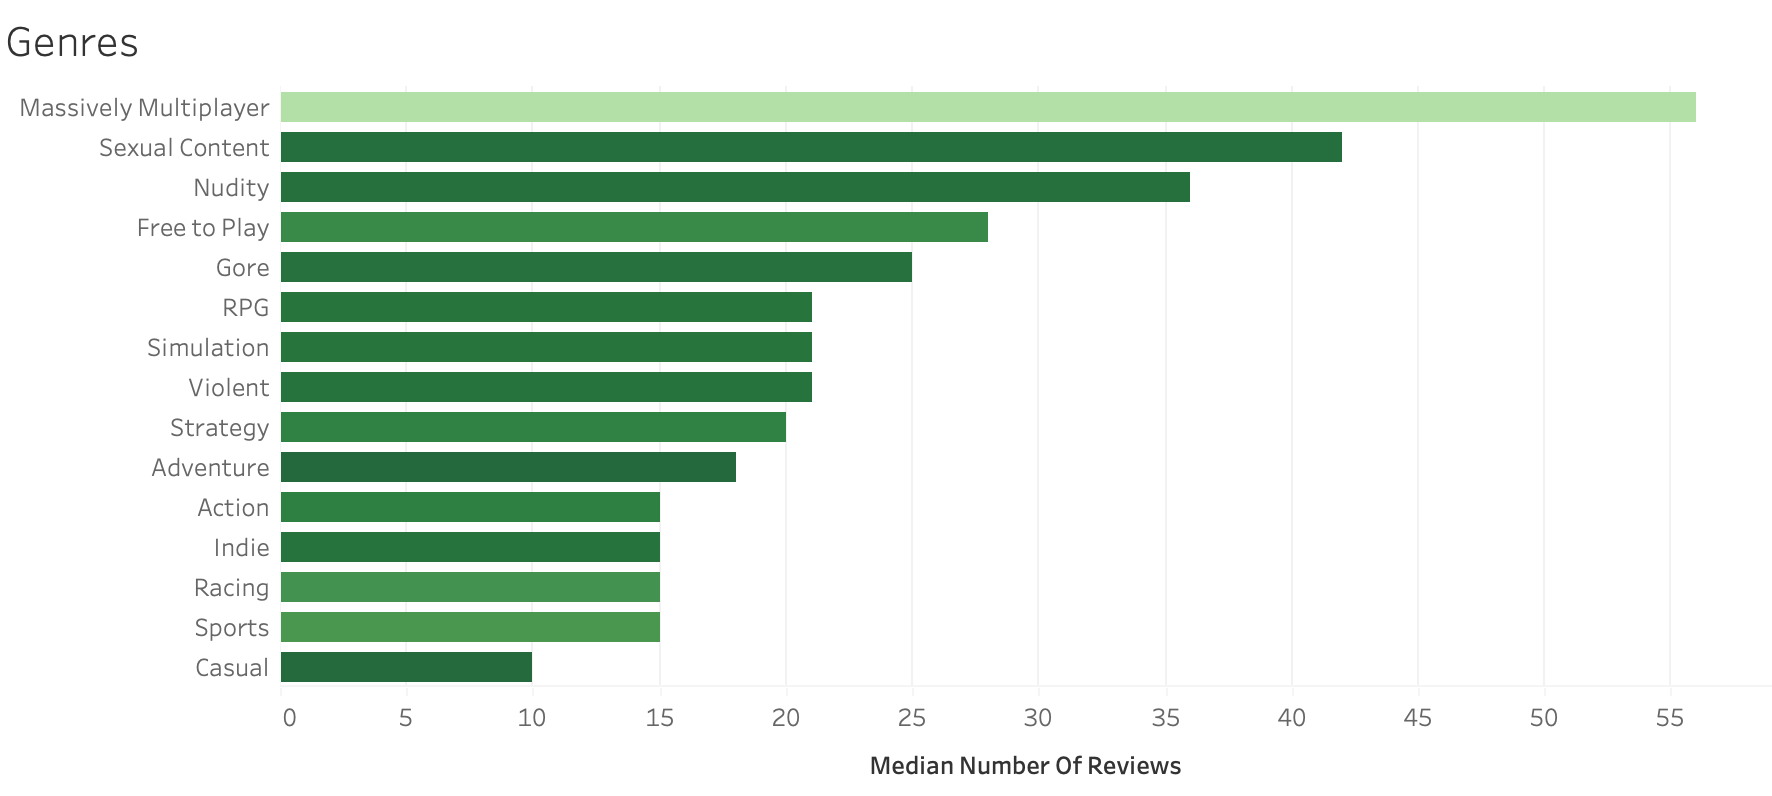 Genres
Massively Multiplayer
Sexual Content
Nudity
Free to Play
Gore
RPG
Simulation
Violent
Strategy
Adventure
Action
Indie
Racing
Sports
Casual
0 5 10 15 20 25 30 35 40 45 50 55
Median Number Of Reviews